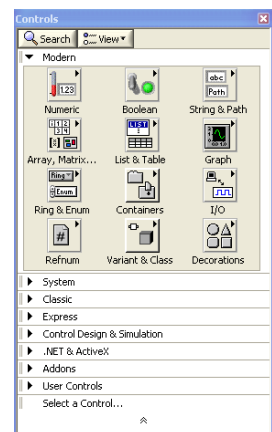 Controls
Search View
Modern
1.23 abc Path
Numeric Boolean String & Path
LIST
Array, Matrix... List & Table Graph
Ring Enum
Ring & Enum Containers I/O
#
Refnum Variant & Class Decorations
System
Classic
Express
Control Design & Simulation
.NET & ActiveX
Addons
User Controls
Select a Control...